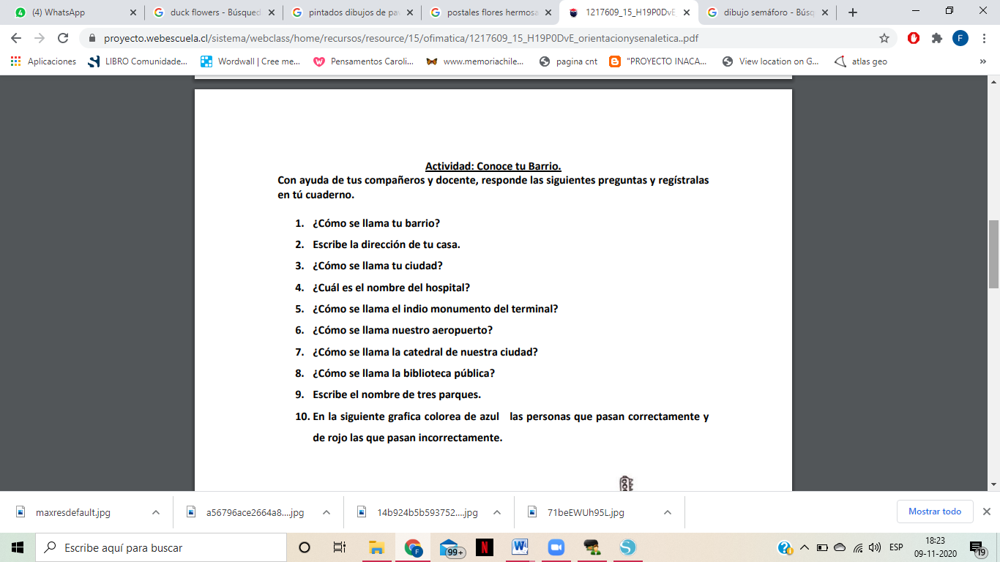 (4) WhatsApp
duck flowers - Búsqued
pintados dibujos de pav
postales flores hermosa
1217609_15_H19P0DvE
dibujo semáforo - Búsq
proyecto.webescuela.cl/sistema/webclass/home/recursos/resource/15/ofimatica/1217609_15_H19P0DvE_orientacionysenaletica..pdf
F
Aplicaciones
LIBRO Comunidade...
Wordwall | Cree me...
Pensamentos Caroli...
www.memoriachile...
pagina cnt
"PROYECTO INACA...
View location on G...
atlas geo
»
Actividad: Conoce tu Barrio.
Con ayuda de tus compañeros y docente, responde las siguientes preguntas y regístralas
en tú cuaderno.
1. ¿Cómo se llama tu barrio?
2. Escribe la dirección de tu casa.
3. ¿Cómo se llama tu ciudad?
4. ¿Cuál es el nombre del hospital?
5. ¿Cómo se llama el indio monumento del terminal?
6. ¿Cómo se llama nuestro aeropuerto?
7. ¿Cómo se llama la catedral de nuestra ciudad?
8. ¿Cómo se llama la biblioteca pública?
9. Escribe el nombre de tres parques.
10. En la siguiente grafica colorea de azul las personas que pasan correctamente y
de rojo las que pasan incorrectamente.
maxresdefault.jpg
a56796ace2664a8....jpg
14b924b5b593752....jpg
71beEWUh95L.jpg
Mostrar todo
Escribe aquí para buscar
F
99+
N
W
S
ESP
18:23
09-11-2020
19